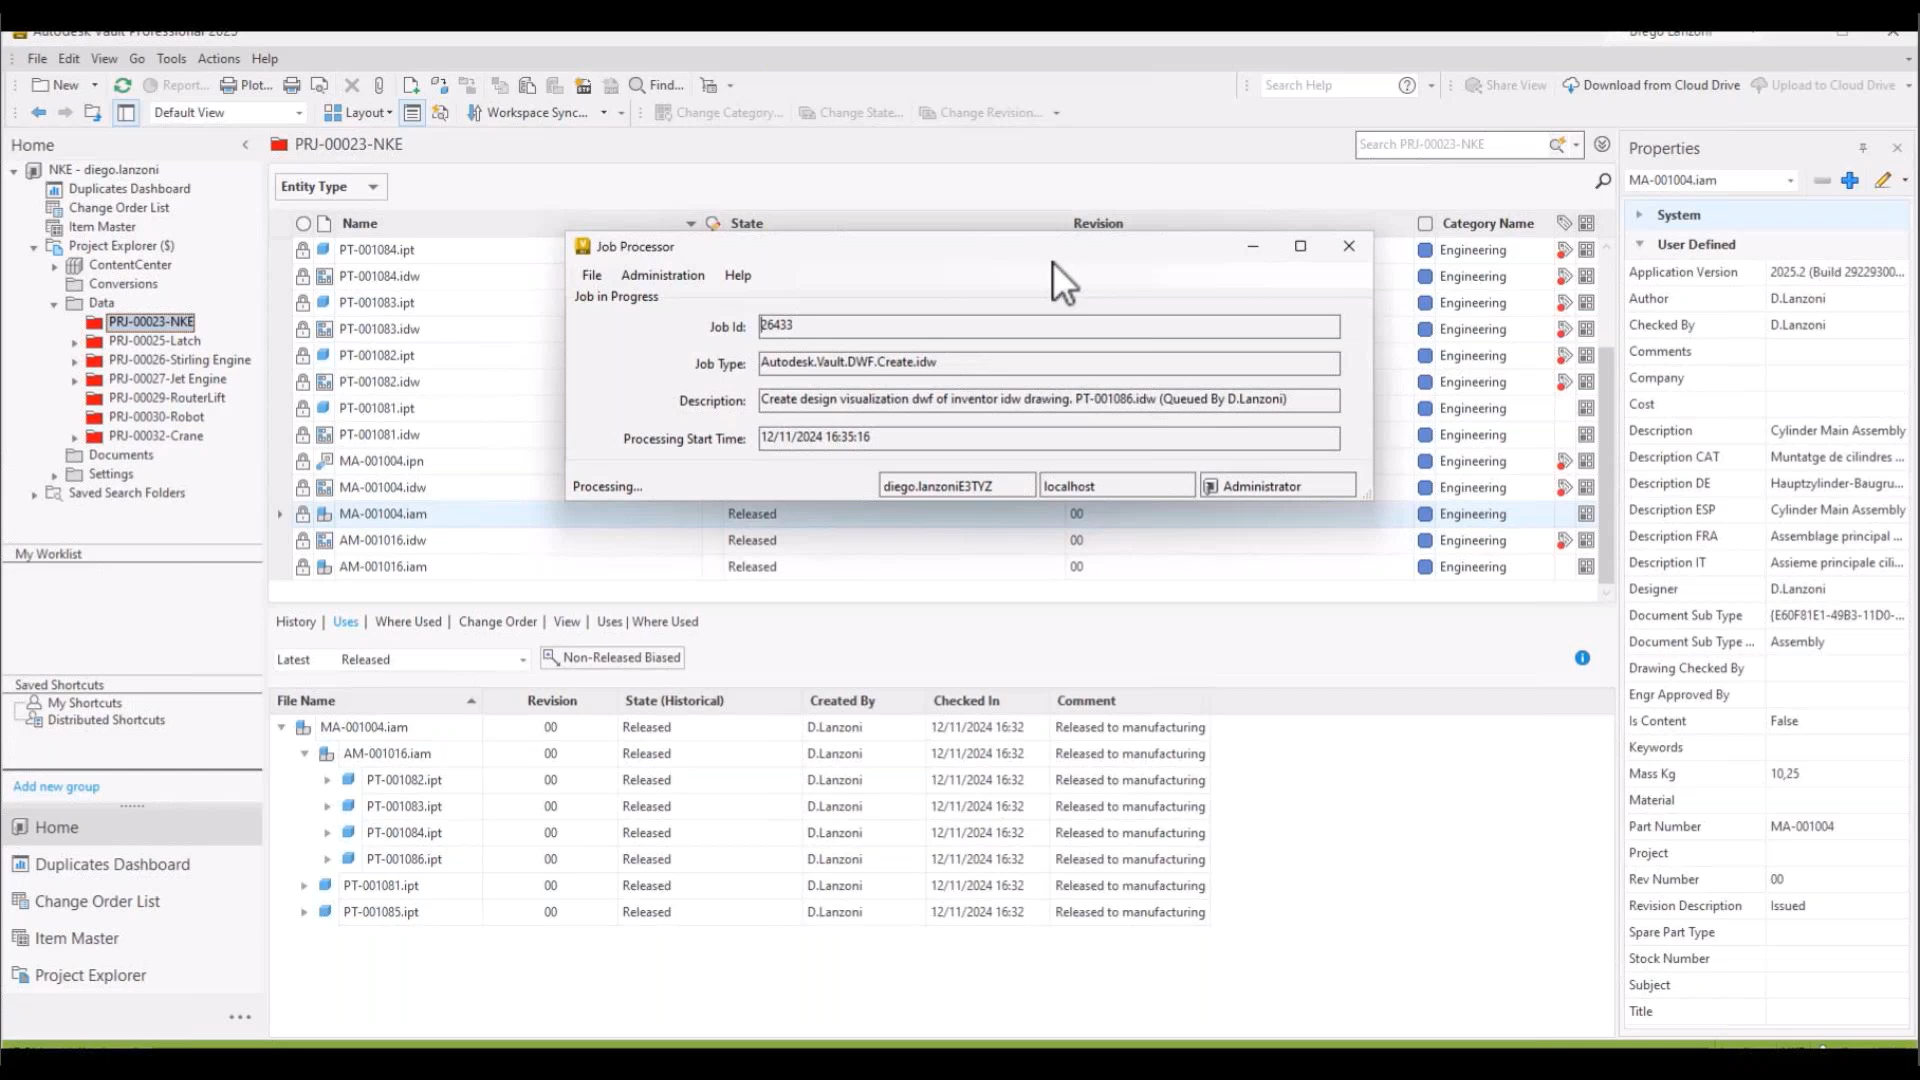 Autodesk Vault Professional 2025
Diego Lanzoni
File Edit View Go Tools Actions Help
New Report... Plot... Find... Search Help Share View Download from Cloud Drive Upload to Cloud Drive
Default View Layout Workspace Sync... Change Category... Change State... Change Revision...
Home
NKE - diego.lanzoni
Duplicates Dashboard
Change Order List
Item Master
Project Explorer ($)
ContentCenter
Conversions
Data
PRJ-00023-NKE
PRJ-00025-Latch
PRJ-00026-Stirling Engine
PRJ-00027-Jet Engine
PRJ-00029-RouterLift
PRJ-00030-Robot
PRJ-00032-Crane
Documents
Settings
Saved Search Folders
My Worklist
Saved Shortcuts
My Shortcuts
Distributed Shortcuts
Add new group
Home
Duplicates Dashboard
Change Order List
Item Master
Project Explorer
PRJ-00023-NKE
Search PRJ-00023-NKE
Entity Type
Name State Revision Category Name
PT-001084.ipt Engineering
PT-001084.idw Engineering
PT-001083.ipt Engineering
PT-001083.idw Engineering
PT-001082.ipt Engineering
PT-001082.idw Engineering
PT-001081.ipt Engineering
PT-001081.idw Engineering
MA-001004.ipn Engineering
MA-001004.idw Engineering
MA-001004.iam Released 00 Engineering
AM-001016.idw Released 00 Engineering
AM-001016.iam Released 00 Engineering
Job Processor
File Administration Help
Job in Progress
Job Id: 26433
Job Type: Autodesk.Vault.DWF.Create.idw
Description: Create design visualization dwf of inventor idw drawing. PT-001086.idw (Queued By D.Lanzoni)
Processing Start Time: 12/11/2024 16:35:16
Processing... diego.lanzoniE3TYZ localhost Administrator
History | Uses | Where Used | Change Order | View | Uses | Where Used
Latest Released Non-Released Biased
File Name Revision State (Historical) Created By Checked In Comment
MA-001004.iam 00 Released D.Lanzoni 12/11/2024 16:32 Released to manufacturing
AM-001016.iam 00 Released D.Lanzoni 12/11/2024 16:32 Released to manufacturing
PT-001082.ipt 00 Released D.Lanzoni 12/11/2024 16:32 Released to manufacturing
PT-001083.ipt 00 Released D.Lanzoni 12/11/2024 16:32 Released to manufacturing
PT-001084.ipt 00 Released D.Lanzoni 12/11/2024 16:32 Released to manufacturing
PT-001086.ipt 00 Released D.Lanzoni 12/11/2024 16:32 Released to manufacturing
PT-001081.ipt 00 Released D.Lanzoni 12/11/2024 16:32 Released to manufacturing
PT-001085.ipt 00 Released D.Lanzoni 12/11/2024 16:32 Released to manufacturing
Properties
MA-001004.iam
System
User Defined
Application Version 2025.2 (Build 29229300...
Author D.Lanzoni
Checked By D.Lanzoni
Comments
Company
Cost
Description Cylinder Main Assembly
Description CAT Muntatge de cilindres ...
Description DE Hauptzylinder-Baugru...
Description ESP Cylinder Main Assembly
Description FRA Assemblage principal ...
Description IT Assieme principale cili...
Designer D.Lanzoni
Document Sub Type {E60F81E1-49B3-11D0-...
Document Sub Type ... Assembly
Drawing Checked By
Engr Approved By
Is Content False
Keywords
Mass Kg 10,25
Material
Part Number MA-001004
Project
Rev Number 00
Revision Description Issued
Spare Part Type
Stock Number
Subject
Title